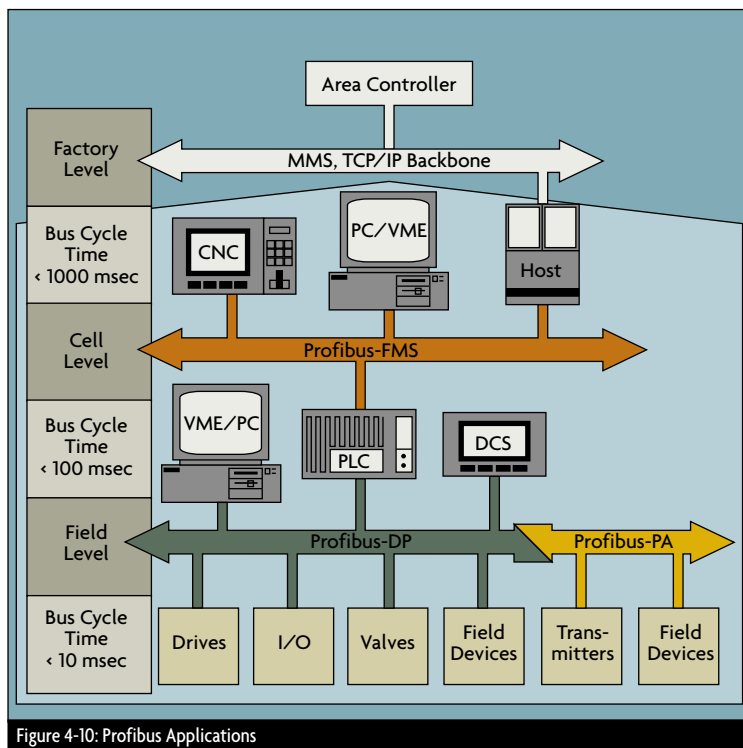 Area Controller
Factory
Level
MMS, TCP/IP Backbone
Bus Cycle
Time
< 1000 msec
CNC
PC/VME
Host
Cell
Level
Profibus-FMS
Bus Cycle
Time
< 100 msec
VME/PC
PLC
DCS
Field
Level
Profibus-DP
Profibus-PA
Bus Cycle
Time
< 10 msec
Drives
I/O
Valves
Field
Devices
Trans-
mitters
Field
Devices
Figure 4-10: Profibus Applications